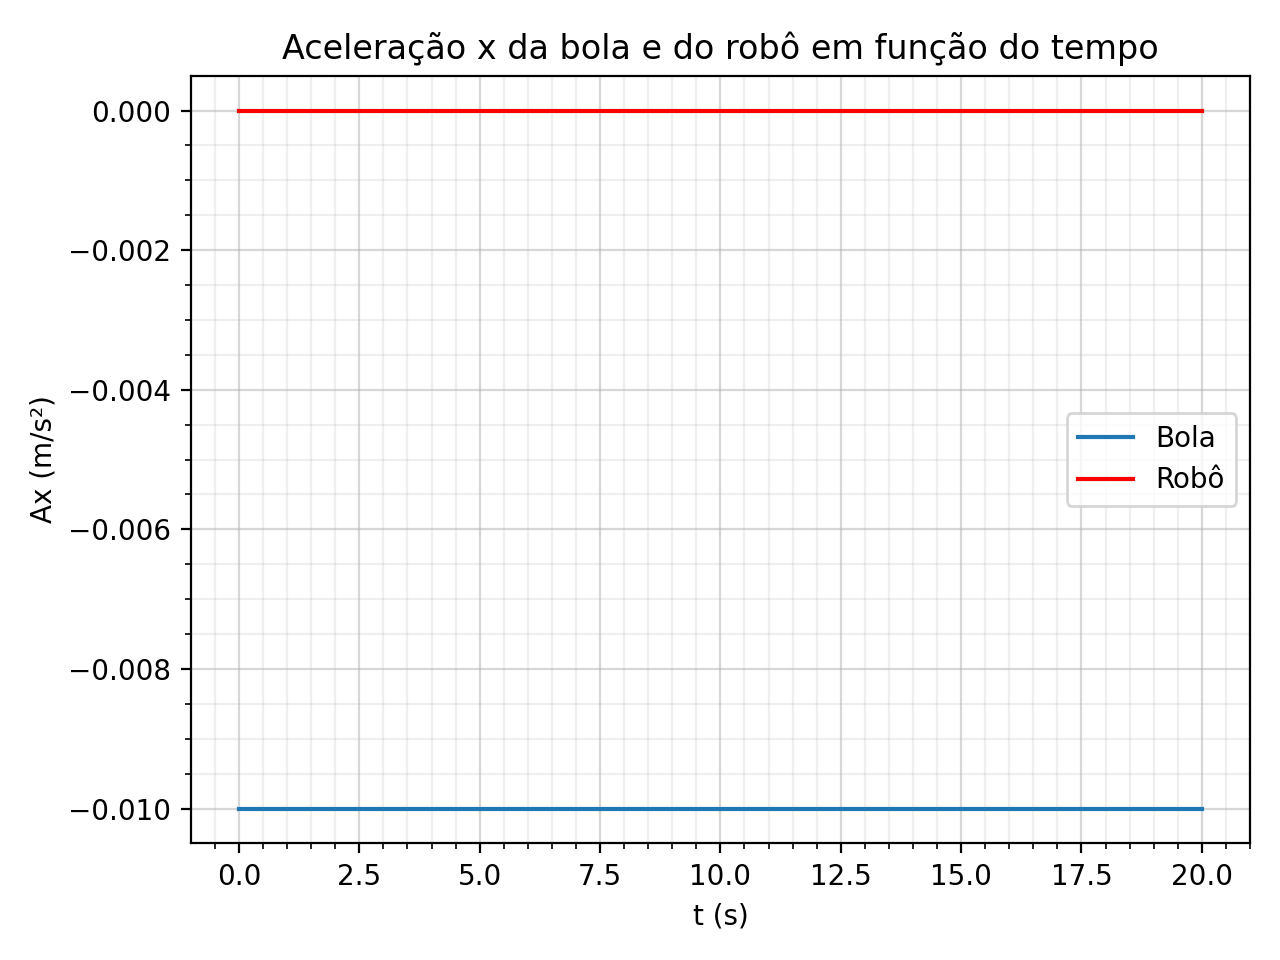 Aceleração x da bola e do robô em função do tempo
0.000
−0.002
−0.004
−0.006
−0.008
−0.010
Ax (m/s²)
Bola
Robô
0.0 2.5 5.0 7.5 10.0 12.5 15.0 17.5 20.0
t (s)